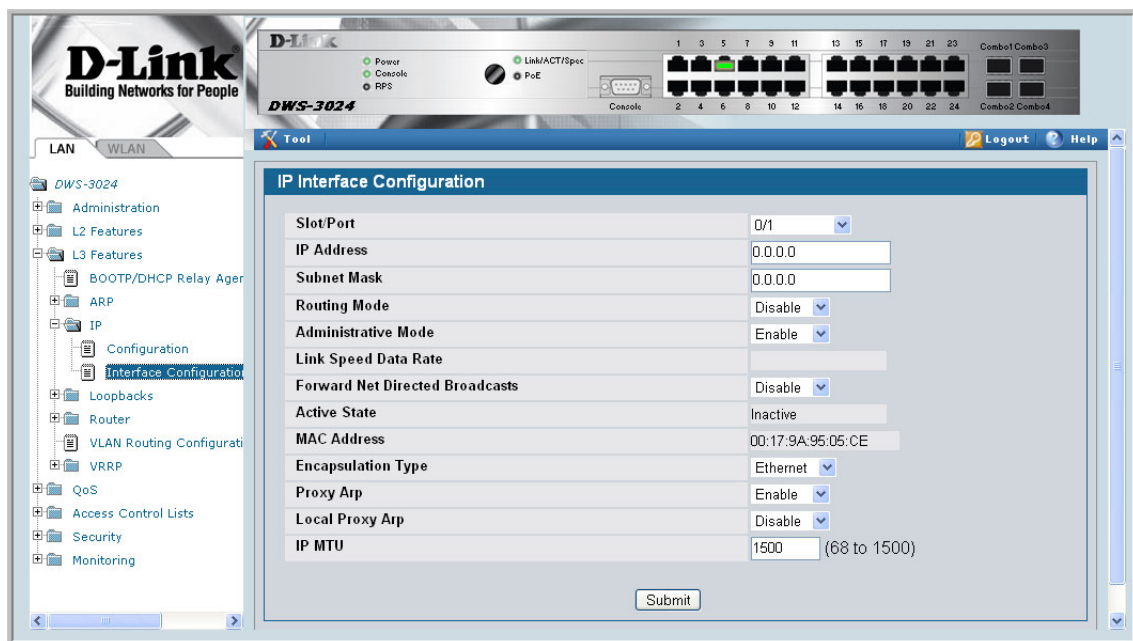 D-Link
Building Networks for People
D-Link
Power
Console
RPS
Link/ACT/Spec
PoE
Console
DWS-3024
1 3 5 7 9 11 13 15 17 19 21 23
2 4 6 8 10 12 14 16 18 20 22 24
Combo1 Combo3
Combo2 Combo4
LAN
WLAN
Tool
Logout
Help
DWS-3024
Administration
L2 Features
L3 Features
BOOTP/DHCP Relay Agen
ARP
IP
Configuration
Interface Configuration
Loopbacks
Router
VLAN Routing Configurati
VRRP
QoS
Access Control Lists
Security
Monitoring
IP Interface Configuration
Slot/Port 0/1
IP Address 0.0.0.0
Subnet Mask 0.0.0.0
Routing Mode Disable
Administrative Mode Enable
Link Speed Data Rate
Forward Net Directed Broadcasts Disable
Active State Inactive
MAC Address 00:17:9A:95:05:CE
Encapsulation Type Ethernet
Proxy Arp Enable
Local Proxy Arp Disable
IP MTU 1500 (68 to 1500)
Submit